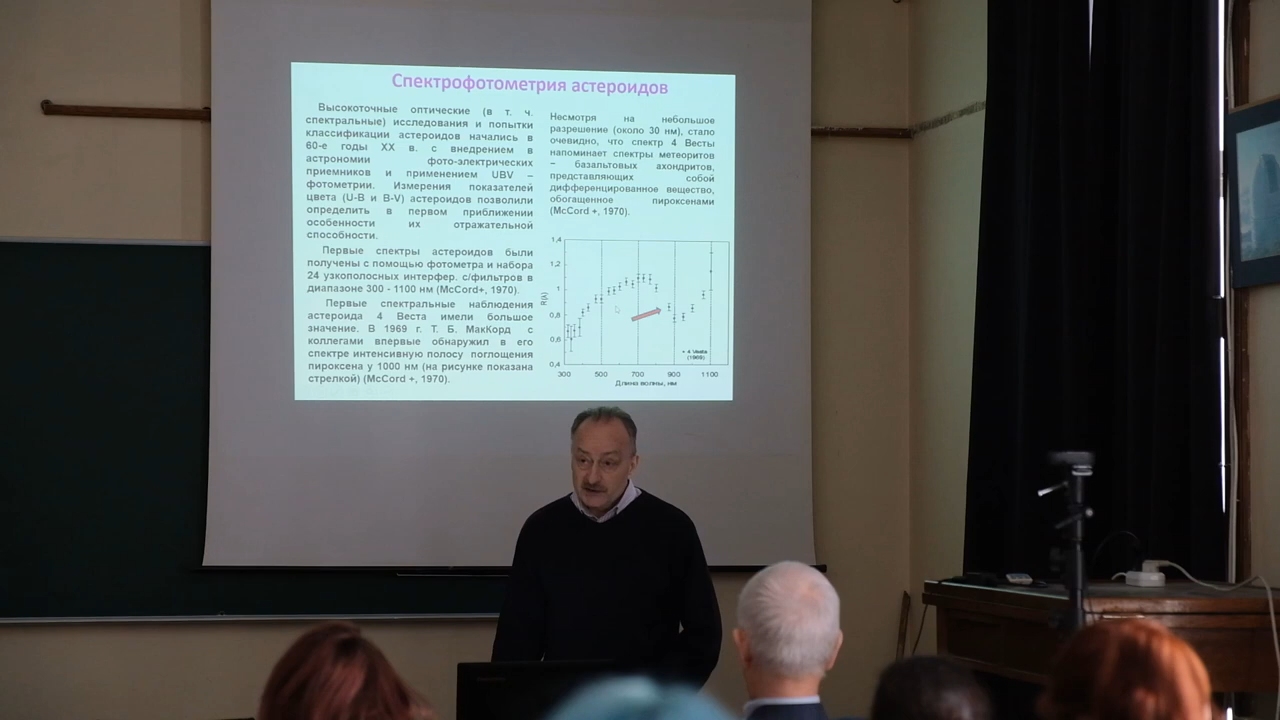 Спектрофотометрия астероидов
Высокоточные оптические (в т. ч.
спектральные) исследования и попытки
классификации астероидов начались в
60-е годы XX в. с внедрением в
астрономии фото-электрических
приемников и применением UBV –
фотометрии. Измерения показателей
цвета (U-B и B-V) астероидов позволили
определить в первом приближении
особенности их отражательной
способности.
Первые спектры астероидов были
получены с помощью фотометра и набора
24 узкополосных интерфер. с/фильтров в
диапазоне 300 - 1100 нм (McCord+, 1970).
Первые спектральные наблюдения
астероида 4 Веста имели большое
значение. В 1969 г. Т. Б. МакКорд с
коллегами впервые обнаружил в его
спектре интенсивную полосу поглощения
пироксена у 1000 нм (на рисунке показана
стрелкой) (McCord +, 1970).
Несмотря на небольшое
разрешение (около 30 нм), стало
очевидно, что спектр 4 Весты
напоминает спектры метеоритов
– базальтовых ахондритов,
представляющих собой
дифференцированное вещество,
обогащенное пироксенами
(McCord +, 1970).
1,4
1,2
1
0,8
0,6
0,4
R(λ)
300 500 700 900 1100
Длина волны, нм
4 Vesta
(1969)